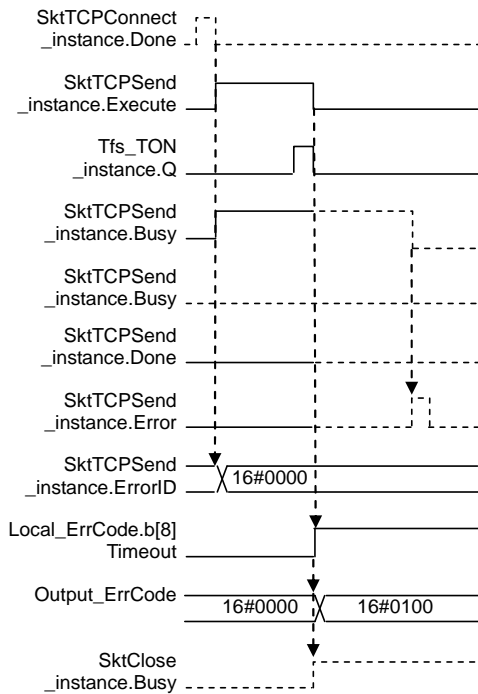 SktTCPConnect
_instance.Done
SktTCPSend
_instance.Execute
Tfs_TON
_instance.Q
SktTCPSend
_instance.Busy
SktTCPSend
_instance.Busy
SktTCPSend
_instance.Done
SktTCPSend
_instance.Error
SktTCPSend
_instance.ErrorID
16#0000
Local_ErrCode.b[8]
Timeout
Output_ErrCode
16#0000
16#0100
SktClose
_instance.Busy